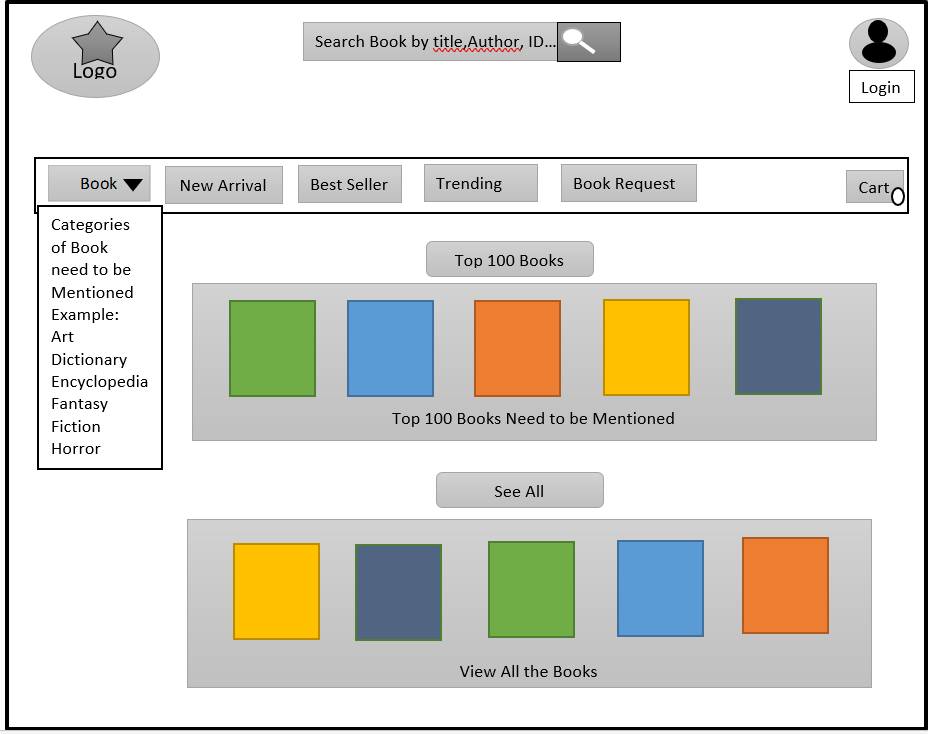 Logo
Search Book by title,Author, ID...
Login
Book
New Arrival
Best Seller
Trending
Book Request
Cart
Categories
of Book
need to be
Mentioned
Example:
Art
Dictionary
Encyclopedia
Fantasy
Fiction
Horror
Top 100 Books
Top 100 Books Need to be Mentioned
See All
View All the Books